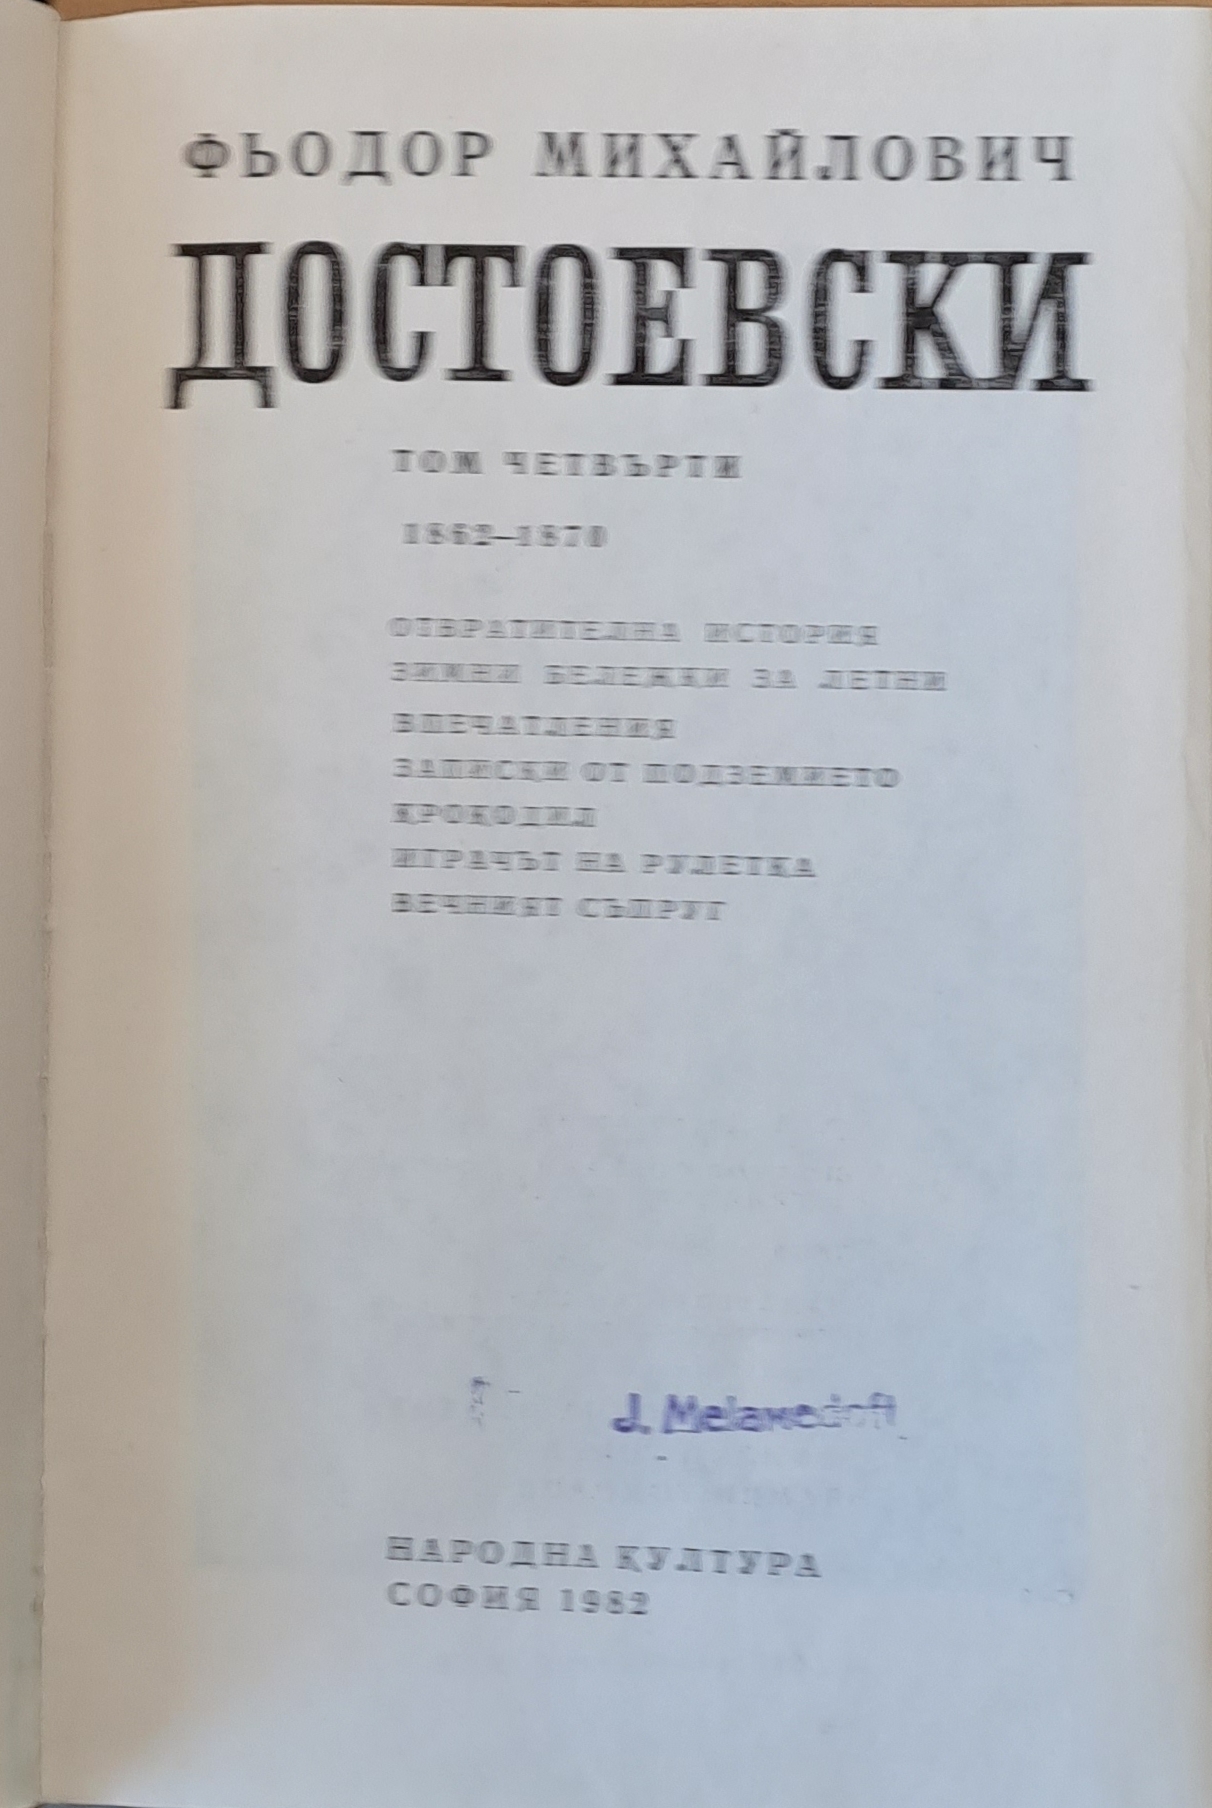 ФЬОДОР МИХАЙЛОВИЧ
ДОСТОЕВСКИ
ТОМ ЧЕТВЪРТИ
1862–1870
ОТВРАТИТЕЛНА ИСТОРИЯ
ЗИМНИ БЕЛЕЖКИ ЗА ЛЕТНИ
ВПЕЧАТЛЕНИЯ
ЗАПИСКИ ОТ ПОДЗЕМИЕТО
КРОКОДИЛ
ИГРАЧЪТ НА РУЛЕТКА
ВЕЧНИЯТ СЪПРУГ
J.
НАРОДНА КУЛТУРА
СОФИЯ 1982